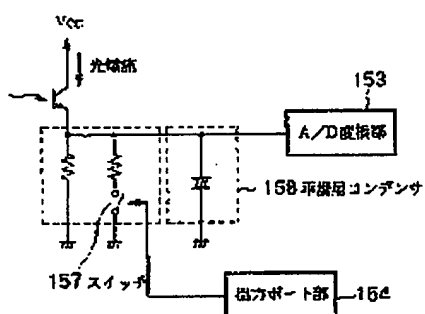 Vcc
光電流
153
A/D変換部
158 平滑用コンデンサ
157 スイッチ
出力ポート部
154